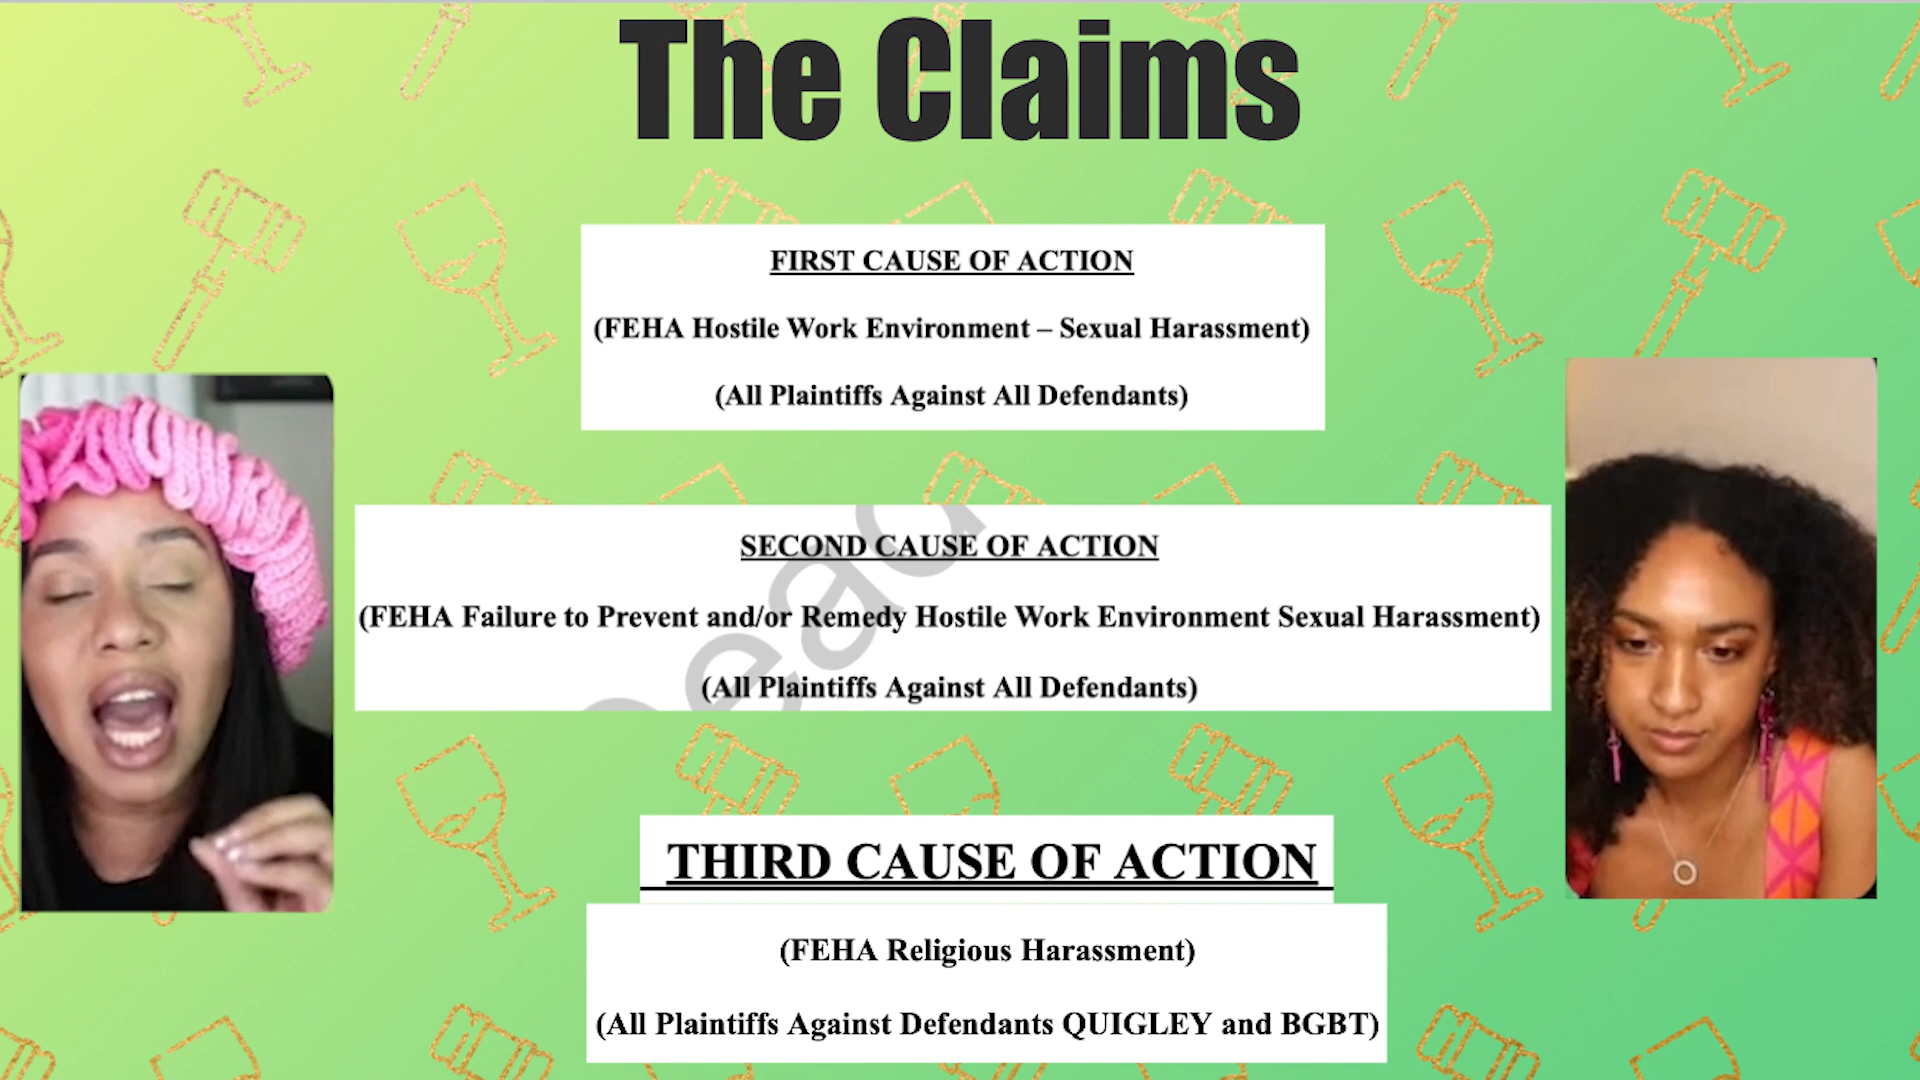 The Claims
FIRST CAUSE OF ACTION
(FEHA Hostile Work Environment – Sexual Harassment)
(All Plaintiffs Against All Defendants)
SECOND CAUSE OF ACTION
(FEHA Failure to Prevent and/or Remedy Hostile Work Environment Sexual Harassment)
(All Plaintiffs Against All Defendants)
THIRD CAUSE OF ACTION
(FEHA Religious Harassment)
(All Plaintiffs Against Defendants QUIGLEY and BGBT)